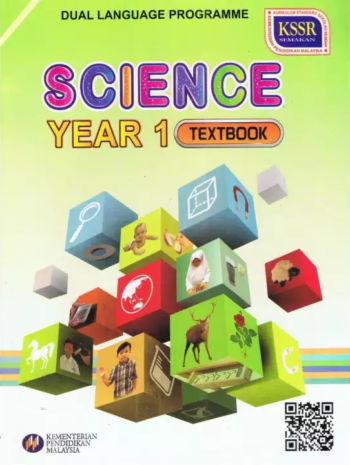 DUAL LANGUAGE PROGRAMME
KSSR
SEMAKAN
SCIENCE
YEAR 1
TEXTBOOK
KEMENTERIAN
PENDIDIKAN
MALAYSIA